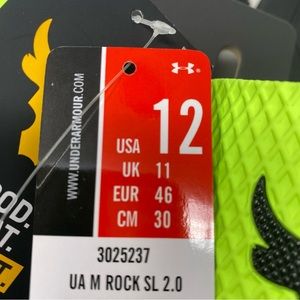 WWW.UNDERARMOUR.COM
USA 12
UK 11
EUR 46
CM 30
3025237
UA M ROCK SL 2.0